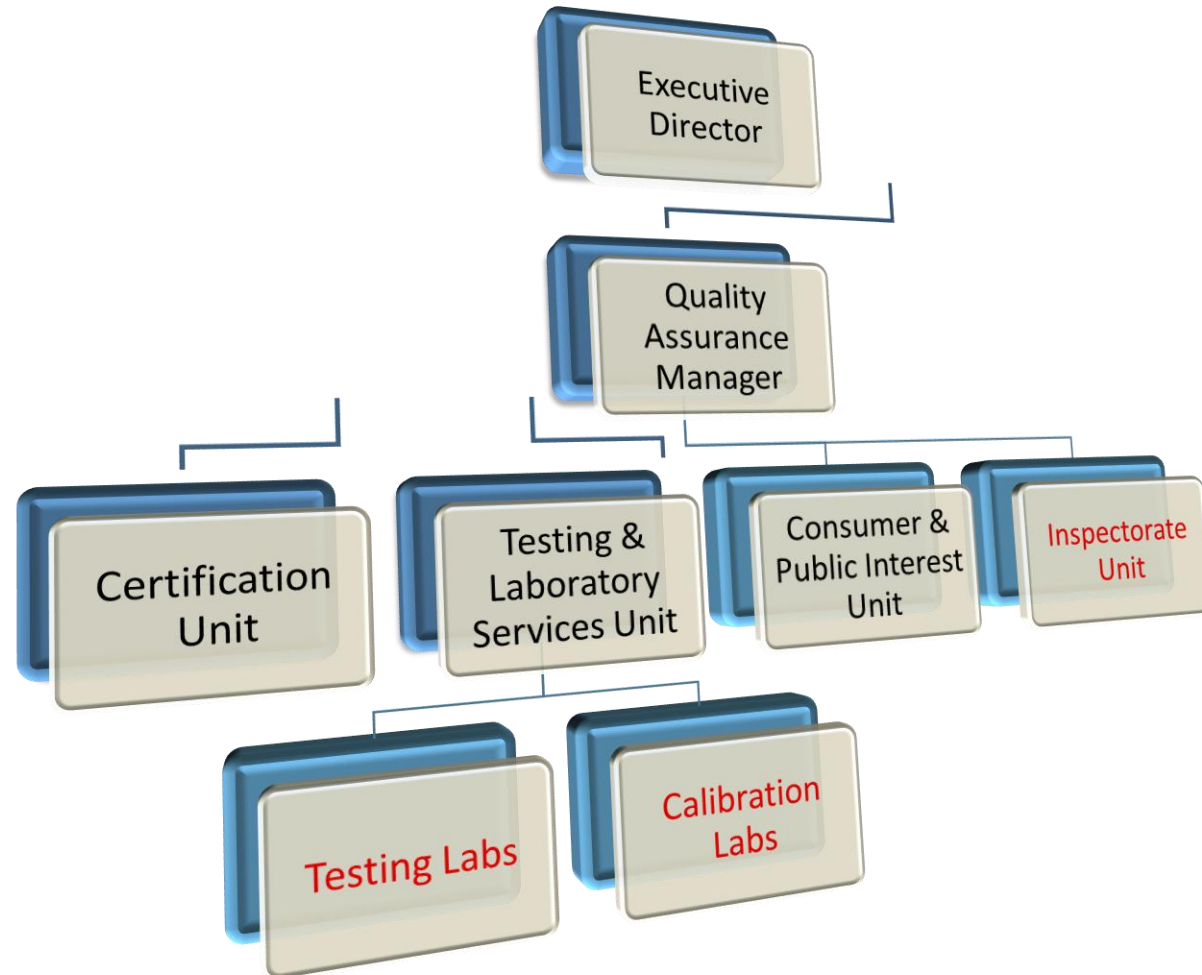 Executive
Director
Quality
Assurance
Manager
Certification
Unit
Testing &
Laboratory
Services Unit
Consumer &
Public Interest
Unit
Inspectorate
Unit
Testing Labs
Calibration
Labs